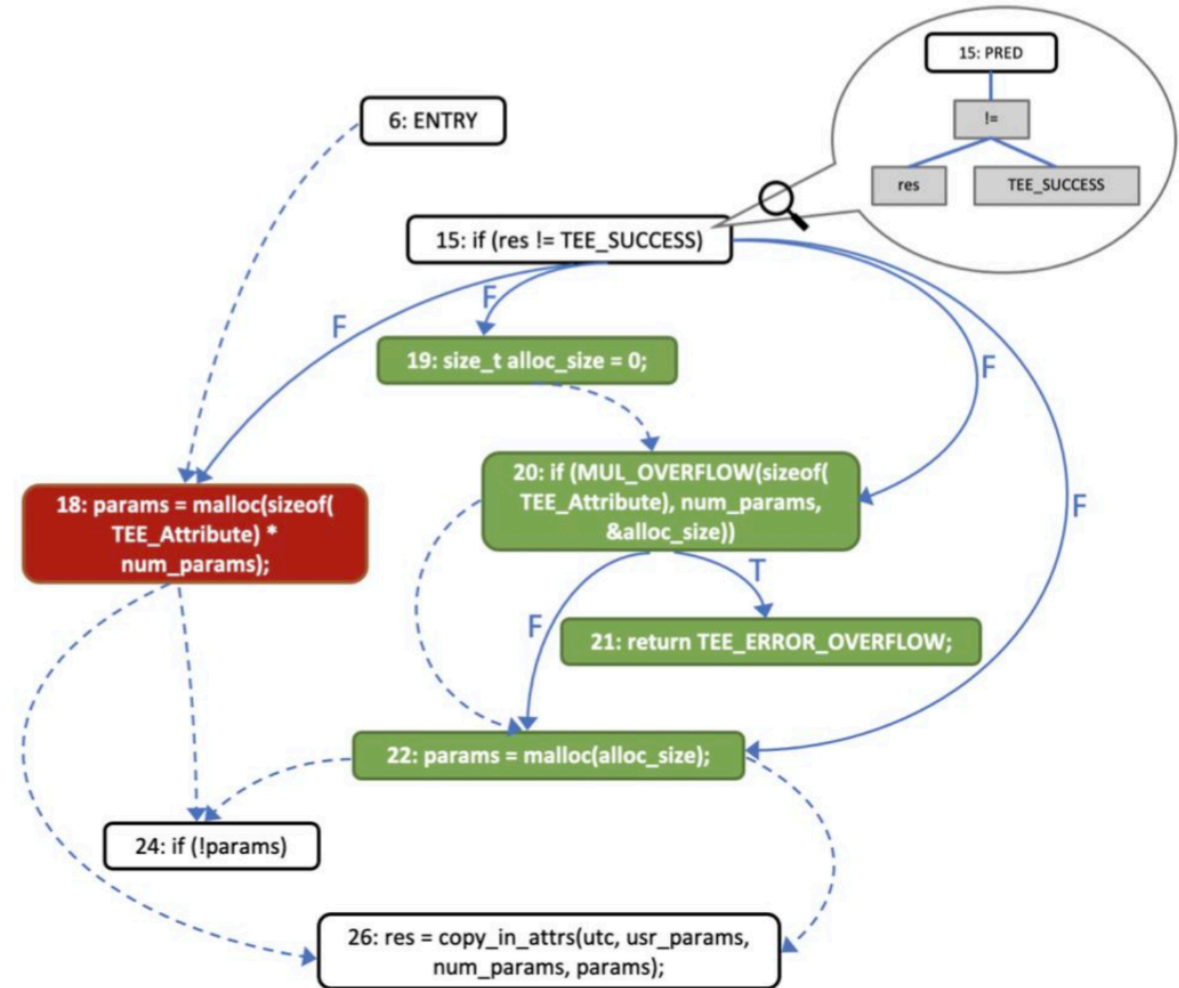 15: PRED
!=
res
TEE_SUCCESS
6: ENTRY
15: if (res != TEE_SUCCESS)
F
F
19: size_t alloc_size = 0;
F
20: if (MUL_OVERFLOW(sizeof(
TEE_Attribute), num_params,
&alloc_size))
18: params = malloc(sizeof(
TEE_Attribute) *
num_params);
F
T
F
21: return TEE_ERROR_OVERFLOW;
22: params = malloc(alloc_size);
24: if (!params)
26: res = copy_in_attrs(utc, usr_params,
num_params, params);